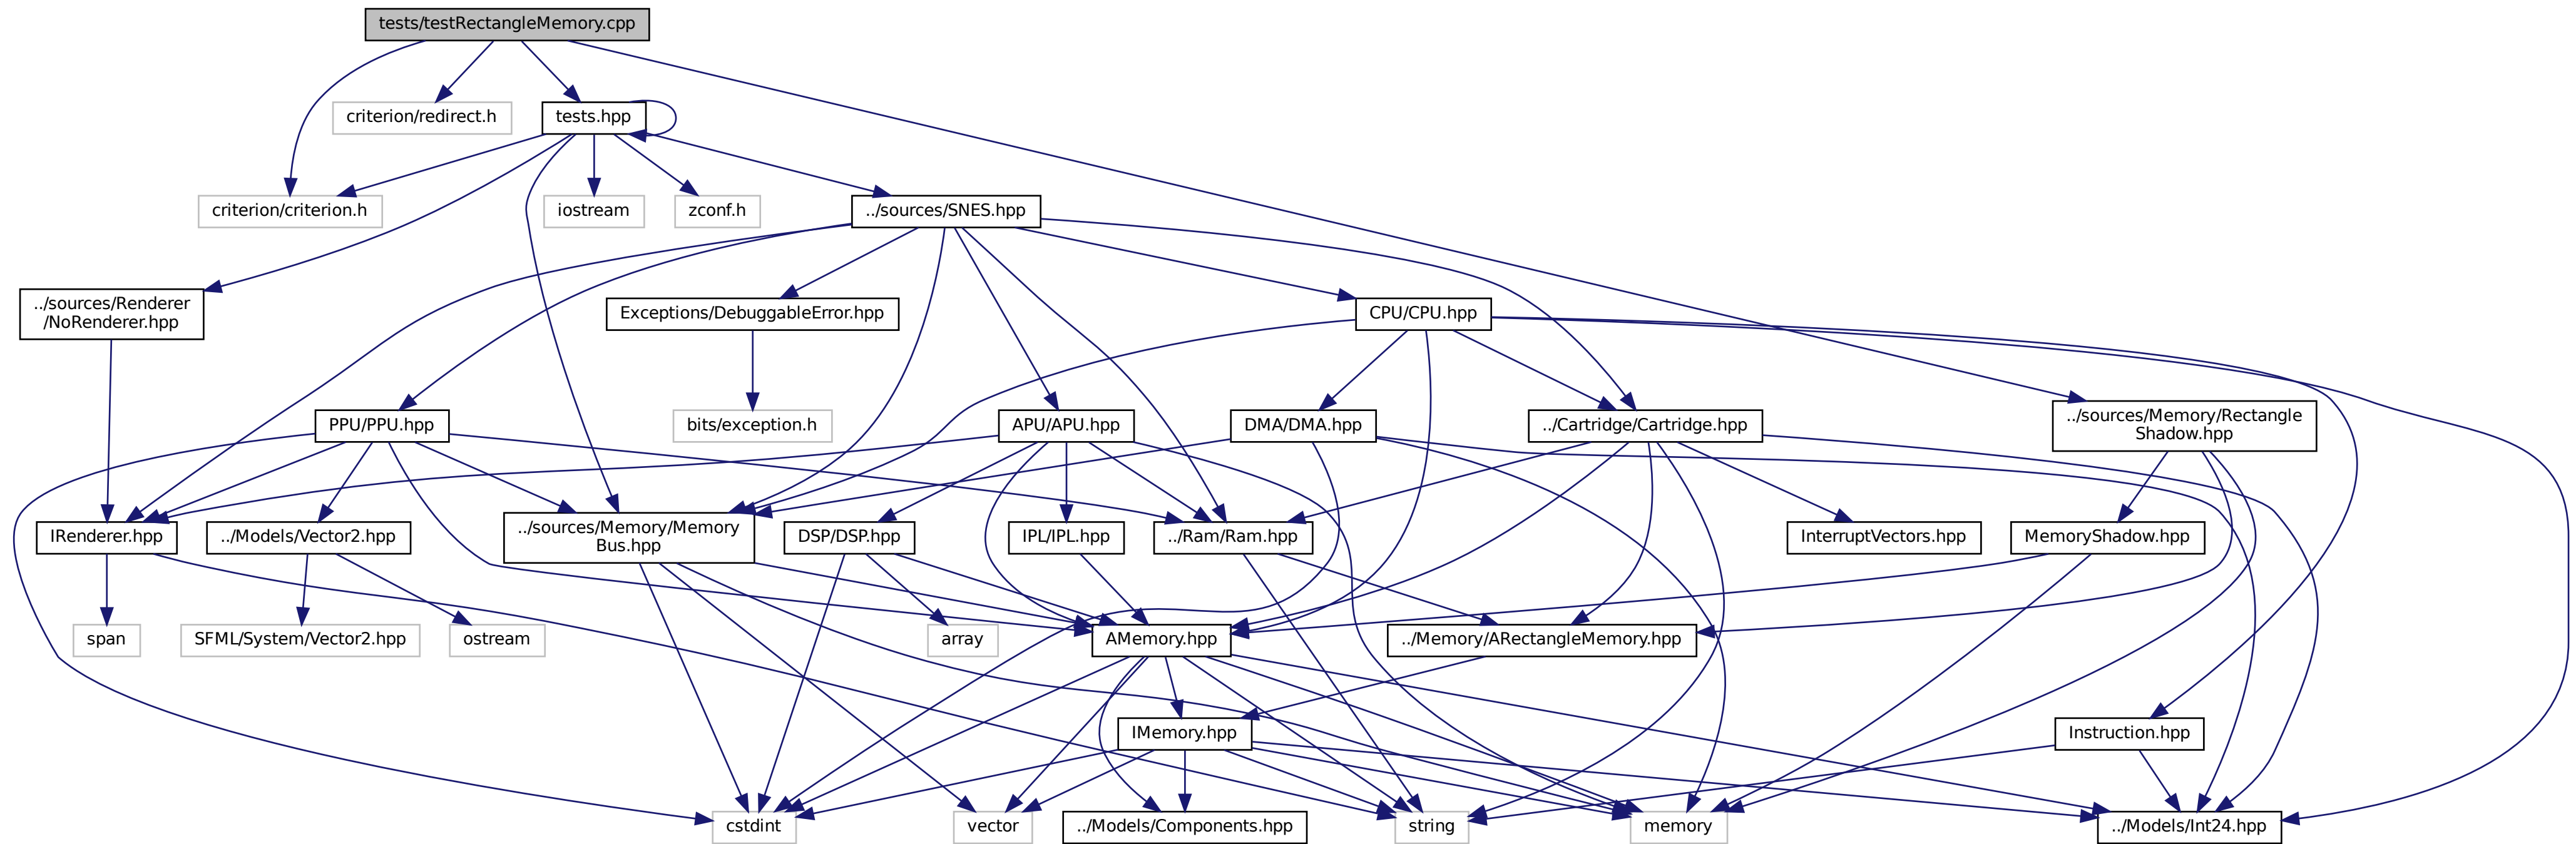 tests/testRectangleMemory.cpp
criterion/redirect.h
tests.hpp
criterion/criterion.h
iostream
zconf.h
../sources/SNES.hpp
../sources/Renderer
/NoRenderer.hpp
Exceptions/DebuggableError.hpp
CPU/CPU.hpp
PPU/PPU.hpp
bits/exception.h
APU/APU.hpp
DMA/DMA.hpp
../Cartridge/Cartridge.hpp
../sources/Memory/Rectangle
Shadow.hpp
IRenderer.hpp
../Models/Vector2.hpp
../sources/Memory/Memory
Bus.hpp
DSP/DSP.hpp
IPL/IPL.hpp
../Ram/Ram.hpp
InterruptVectors.hpp
MemoryShadow.hpp
span
SFML/System/Vector2.hpp
ostream
array
AMemory.hpp
../Memory/ARectangleMemory.hpp
IMemory.hpp
Instruction.hpp
cstdint
vector
../Models/Components.hpp
string
memory
../Models/Int24.hpp